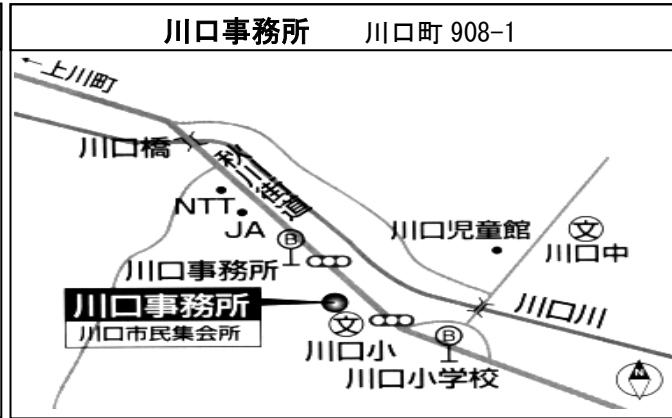 川口事務所 川口町 908-1
←上川町
川口橋
秋川街道
NTT
JA
B
川口事務所
川口児童館
文
川口中
川口事務所
川口市民集会所
文
川口小
B
川口小学校
川口川
N